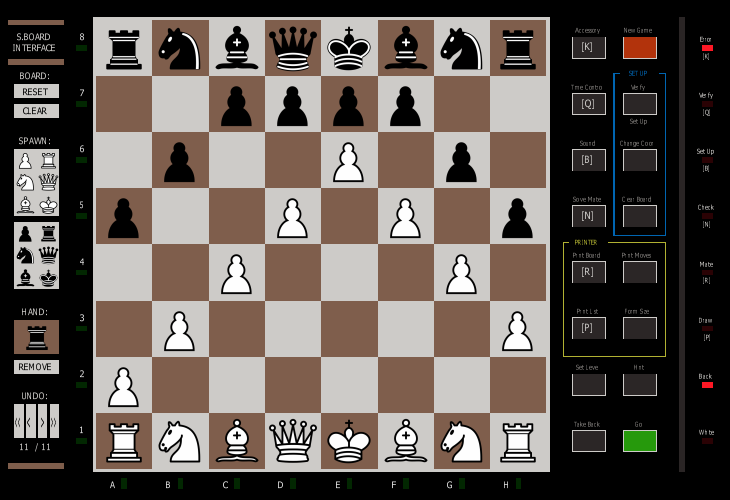 S.BOARD
INTERFACE
BOARD:
RESET
CLEAR
SPAWN:
HAND:
REMOVE
UNDO:
11 / 11
8
7
6
5
4
3
2
1
A B C D E F G H
Accessory New Game
[K]
SET UP
Time Control Verify
[Q]
Set Up
Sound Change Color
[B]
Save Mate Clear Board
[N]
PRINTER
Print Board Print Moves
[R]
Print List Form Size
[P]
Set Level Hint
Take Back Go
Error
[K]
Verify
[Q]
Set Up
[B]
Check
[N]
Mate
[R]
Draw
[P]
Back
White